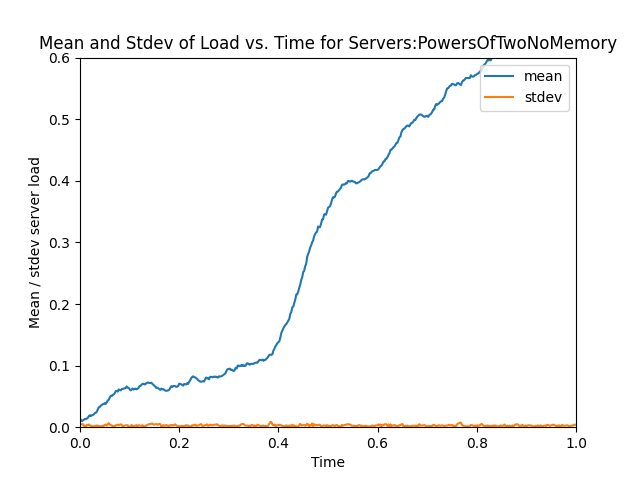 Mean and Stdev of Load vs. Time for Servers:PowersOfTwoNoMemory
mean
stdev
Mean / stdev server load
0.6
0.5
0.4
0.3
0.2
0.1
0.0
0.0 0.2 0.4 0.6 0.8 1.0
Time